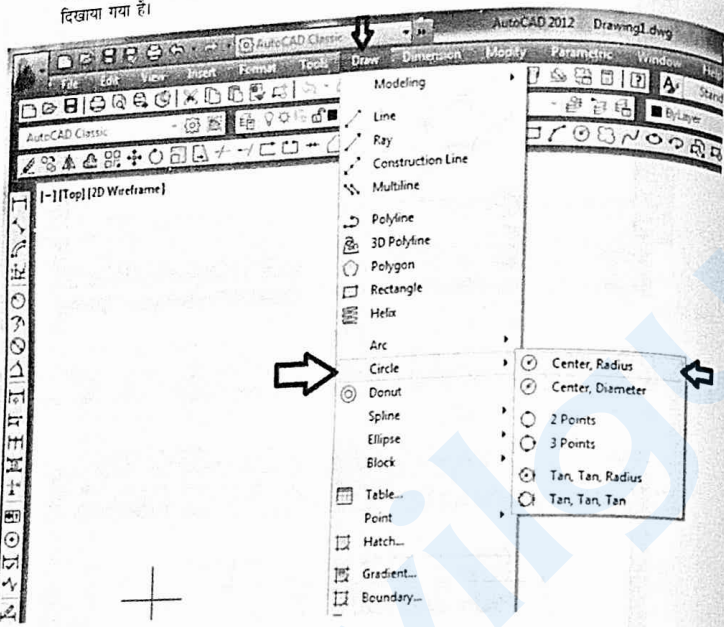 दिखाया गया है।
AutoCAD Classic
AutoCAD 2012 Drawing1.dwg
File Edit View Insert Format Tools Draw Dimension Modify Parametric Window
AutoCAD Classic
ByLayer
[-][Top][2D Wireframe]
Modeling
Line
Ray
Construction Line
Multiline
Polyline
3D Polyline
Polygon
Rectangle
Helix
Arc
Circle
Donut
Spline
Ellipse
Block
Table...
Point
Hatch...
Gradient...
Boundary...
Center, Radius
Center, Diameter
2 Points
3 Points
Tan, Tan, Radius
Tan, Tan, Tan